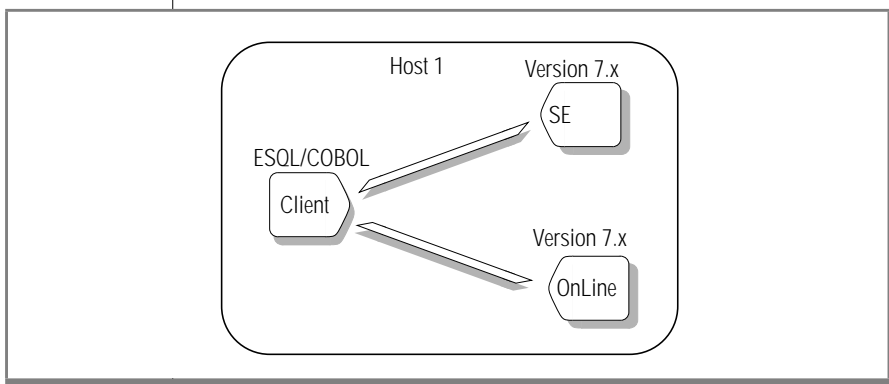 Host 1
Version 7.x
SE
ESQL/COBOL
Client
Version 7.x
OnLine